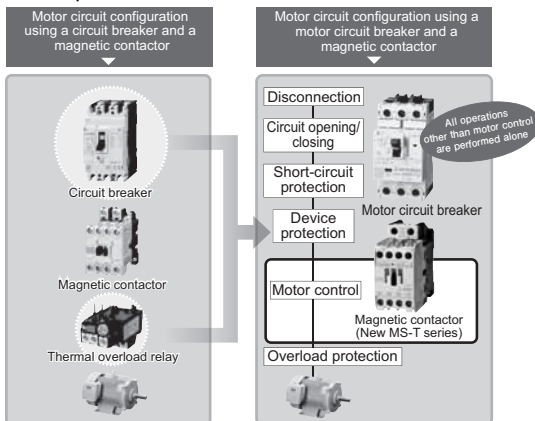 Motor circuit configuration
using a circuit breaker and a
magnetic contactor
Circuit breaker
Magnetic contactor
Thermal overload relay
Motor circuit configuration using a
motor circuit breaker and a
magnetic contactor
Disconnection
Circuit opening/
closing
Short-circuit
protection
Device
protection
Motor control
Overload protection
All operations
other than motor control
are performed alone
Motor circuit breaker
Magnetic contactor
(New MS-T series)